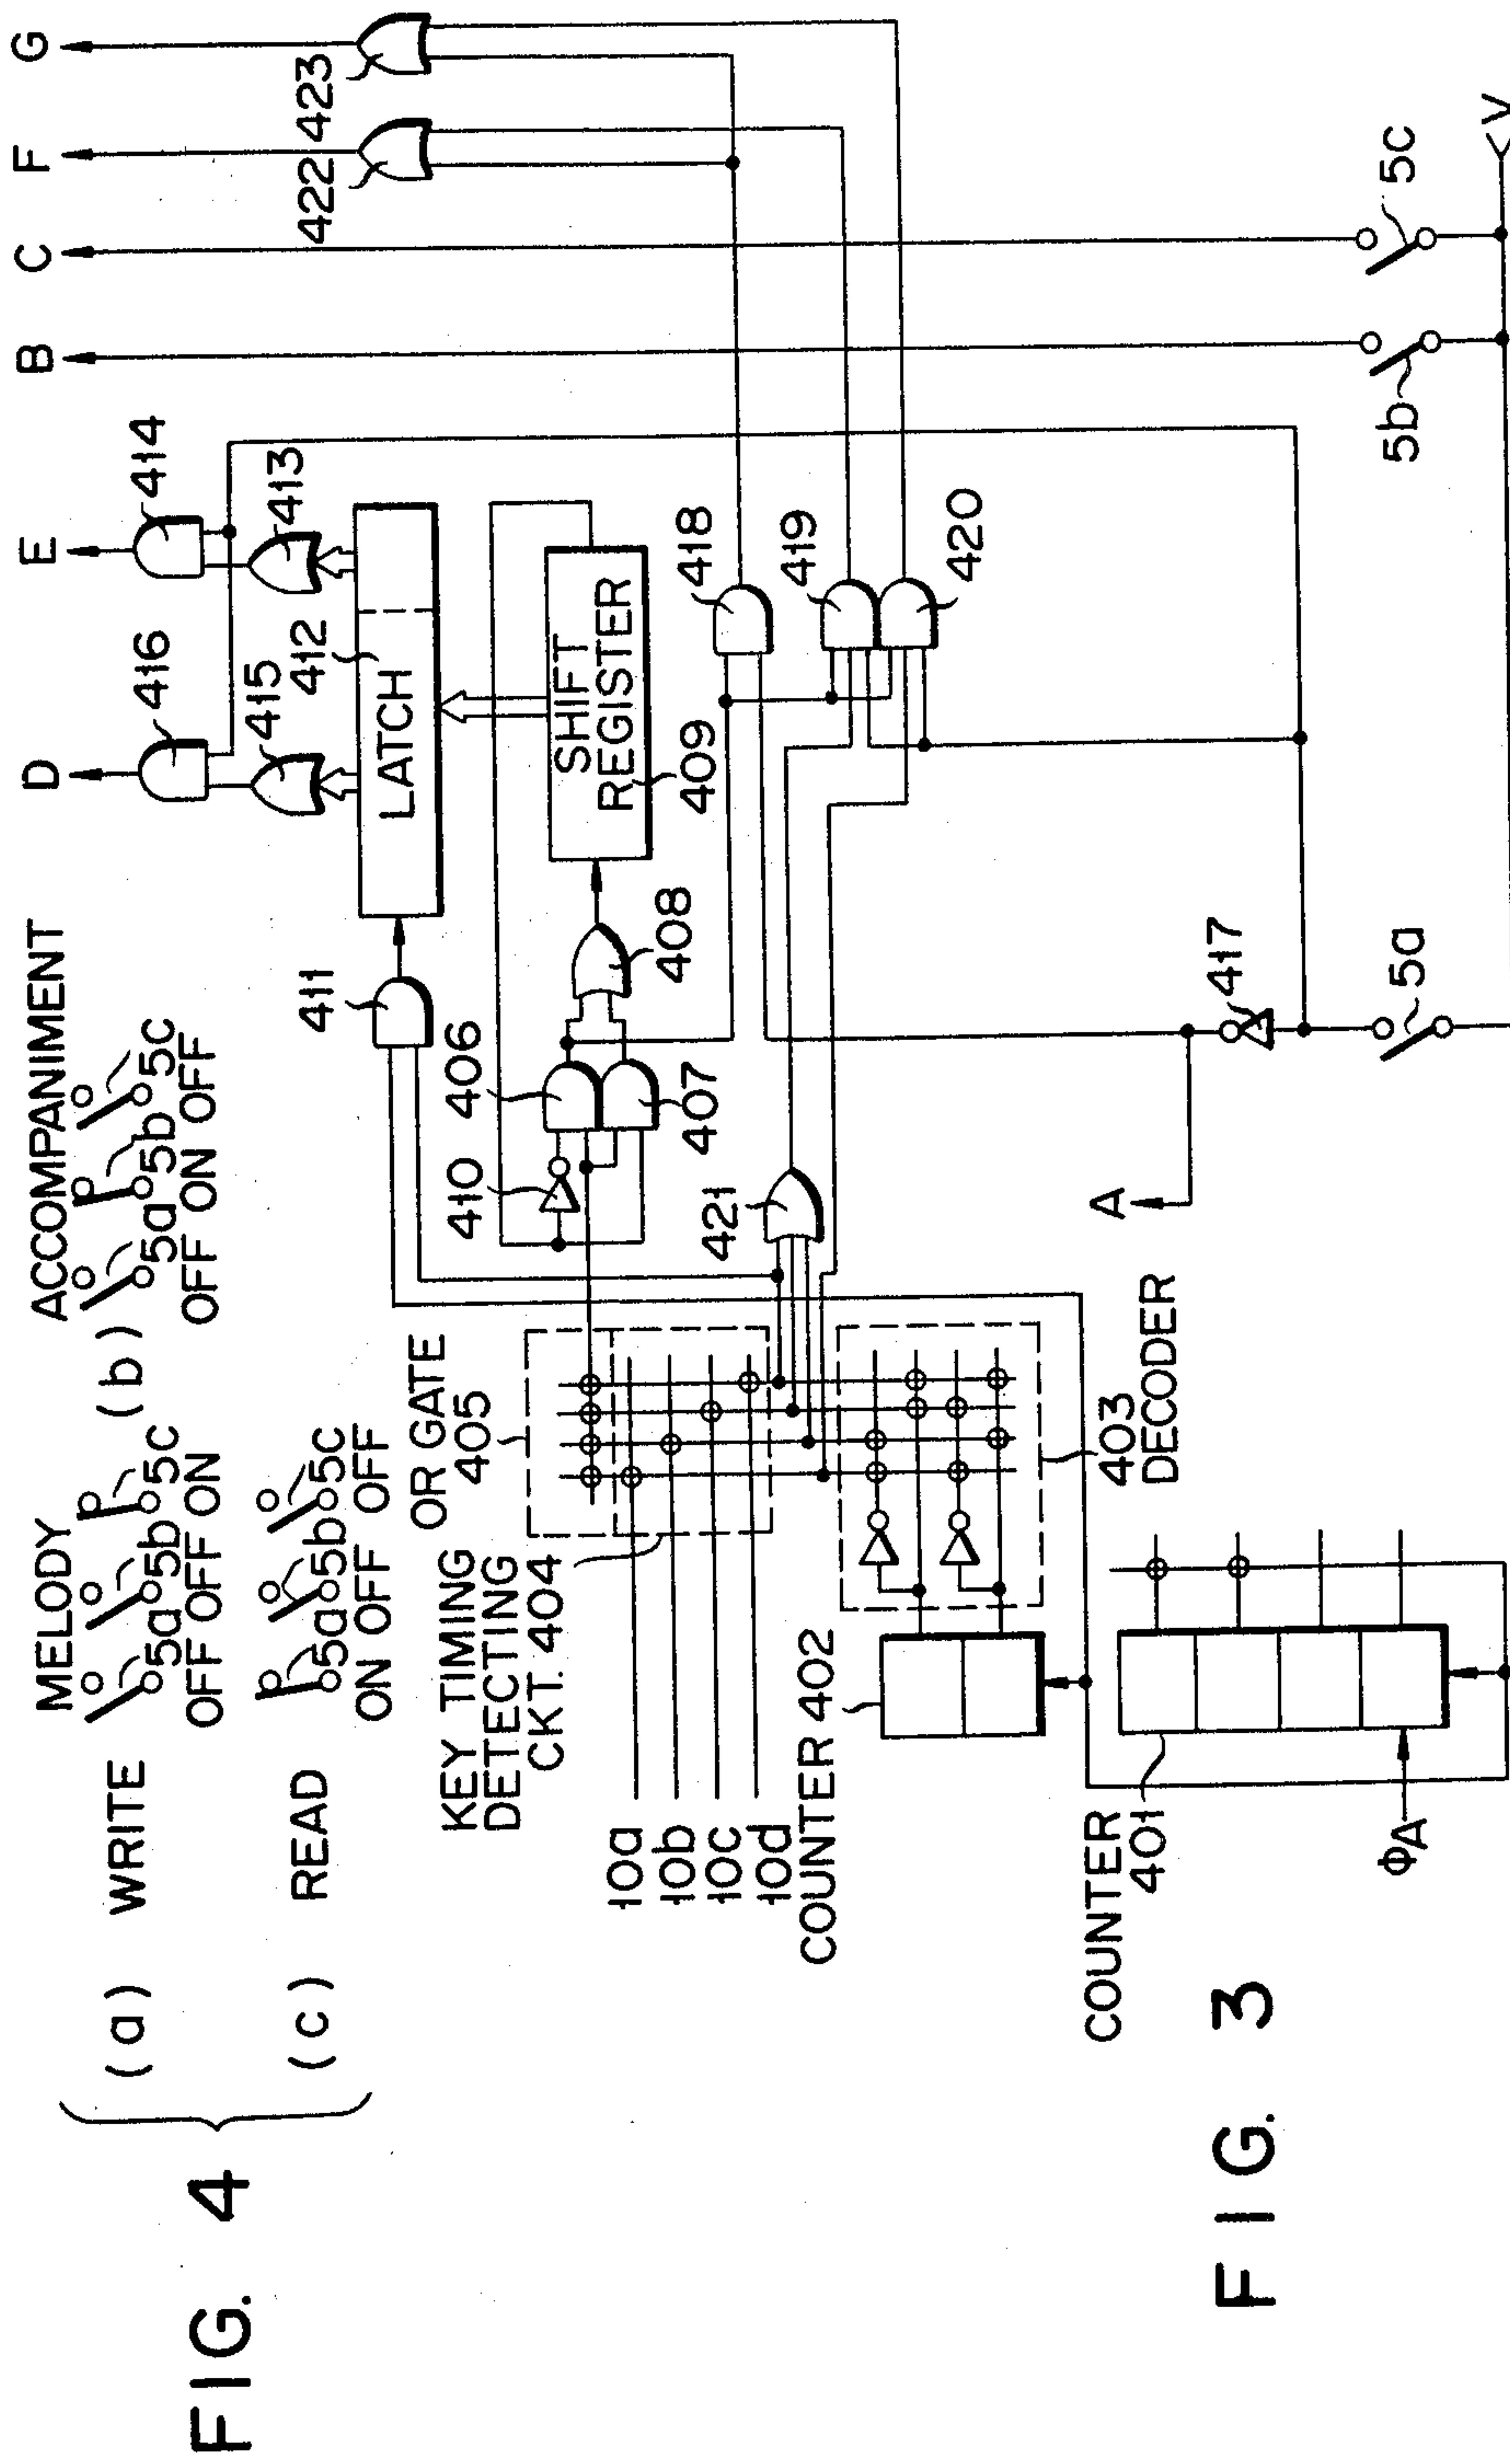 FIG. 4
(a) WRITE
MELODY
5a 5b 5c
OFF OFF ON
(b) ACCOMPANIMENT
5a 5b 5c
OFF ON OFF
(c) READ
5a 5b 5c
ON OFF OFF
D E B C F G
416 414
415 413
412
422 423
LATCH
411
OR GATE
405
KEY TIMING
DETECTING
CKT. 404
410 406
407
408
SHIFT
REGISTER
409
418
419
420
421
10a
10b
10c
10d
COUNTER 402
403
DECODER
A
417
5a
5b
5c
V
COUNTER
401
ΦA
FIG. 3